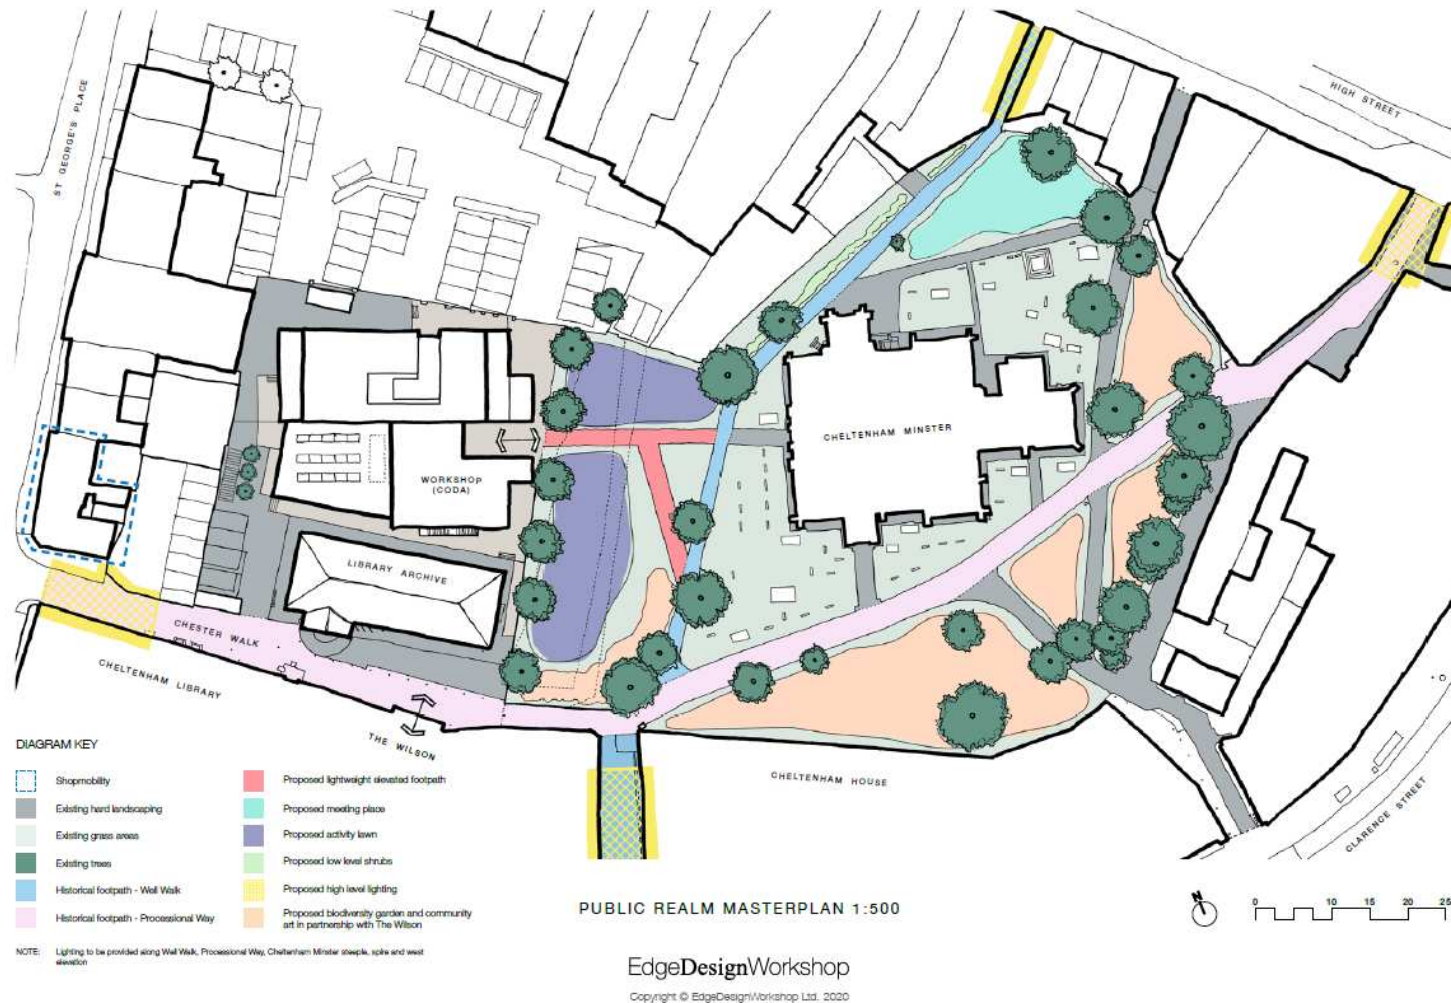 ST GEORGE'S PLACE
HIGH STREET
CHELTENHAM MINSTER
WORKSHOP
(CODA)
LIBRARY ARCHIVE
CHESTER WALK
CHELTENHAM LIBRARY
THE WILSON
CHELTENHAM HOUSE
CLARENCE STREET
DIAGRAM KEY
Shopmobility
Existing hard landscaping
Existing grass areas
Existing trees
Historical footpath - Well Walk
Historical footpath - Processional Way
Proposed lightweight elevated footpath
Proposed meeting place
Proposed activity lawn
Proposed low level shrubs
Proposed high level lighting
Proposed biodiversity garden and community
art in partnership with The Wilson
NOTE: Lighting to be provided along Well Walk, Processional Way, Cheltenham Minster steeple, spire and west
elevation
PUBLIC REALM MASTERPLAN 1:500
N
0 10 15 20 25
EdgeDesignWorkshop
Copyright © EdgeDesignWorkshop Ltd. 2020